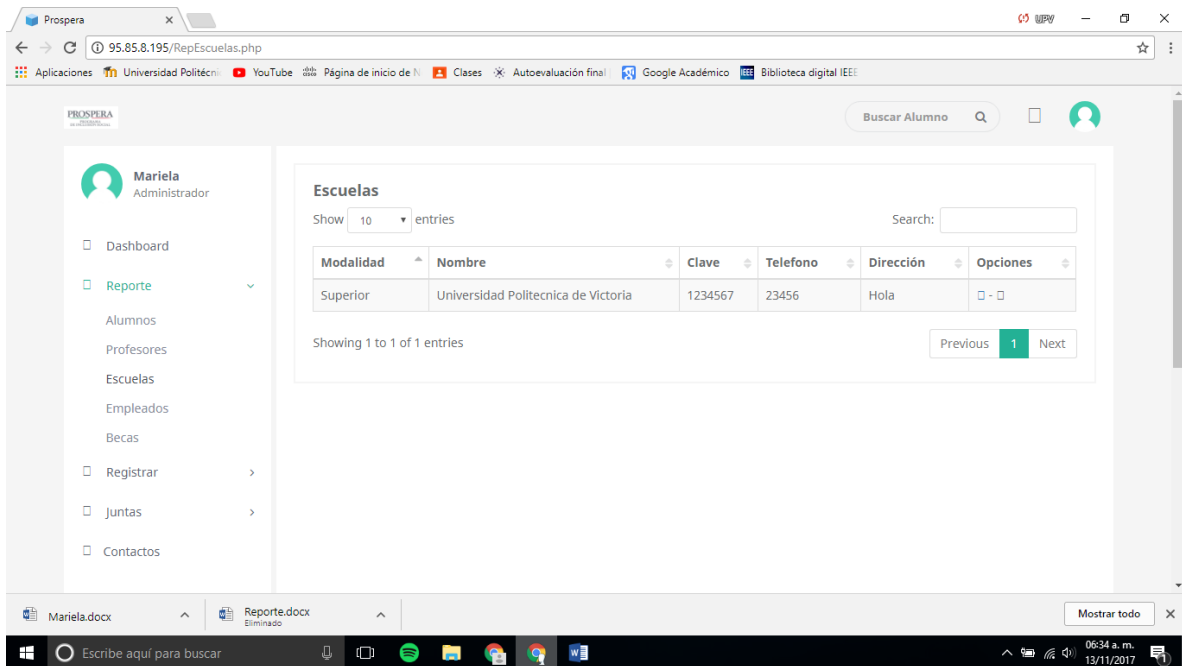 Prospera
UPV
95.85.8.195/RepEscuelas.php
Aplicaciones Universidad Politécni YouTube Página de inicio de N Clases Autoevaluación final Google Académico IEEE Biblioteca digital IEEE
PROSPERA
Buscar Alumno
Mariela
Administrador
Dashboard
Reporte
Alumnos
Profesores
Escuelas
Empleados
Becas
Registrar
Juntas
Contactos
Escuelas
Show 10 entries Search:
Modalidad Nombre Clave Telefono Dirección Opciones
Superior Universidad Politecnica de Victoria 1234567 23456 Hola -
Showing 1 to 1 of 1 entries Previous 1 Next
Mariela.docx
Reporte.docx
Eliminado
Mostrar todo
Escribe aquí para buscar
06:34 a. m.
13/11/2017
1